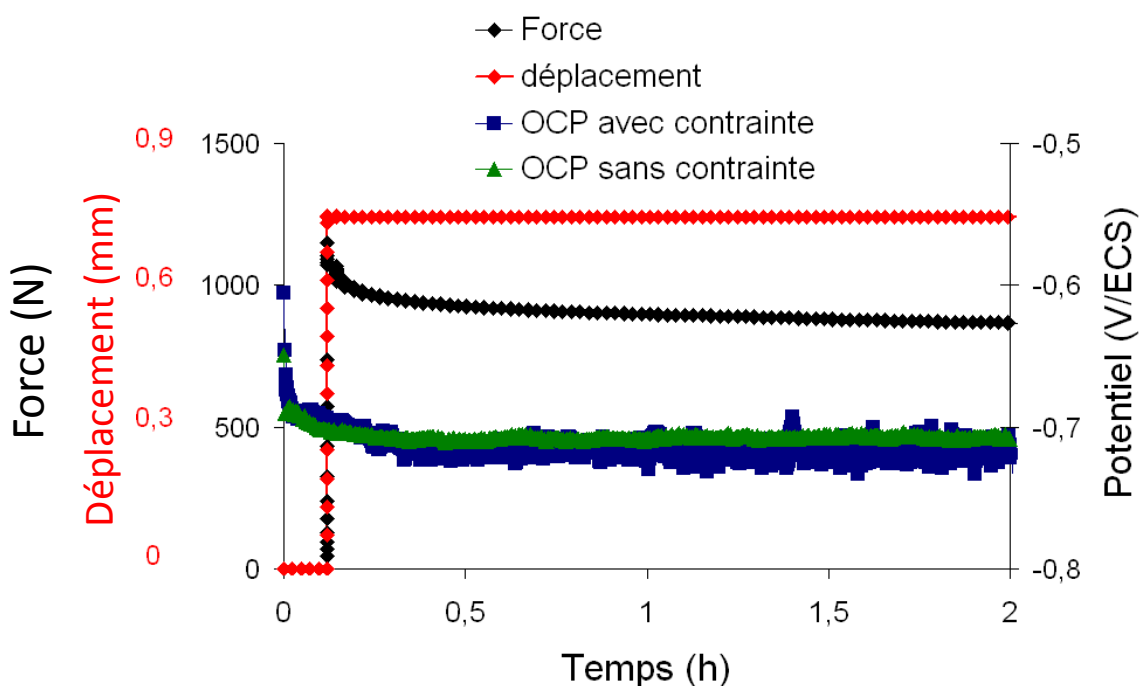 Force
déplacement
OCP avec contrainte
OCP sans contrainte
Force (N)
Déplacement (mm)
0,9
0,6
0,3
0
1500
1000
500
0
-0,5
-0,6
-0,7
-0,8
Potentiel (V/ECS)
0
0,5
1
1,5
2
Temps (h)